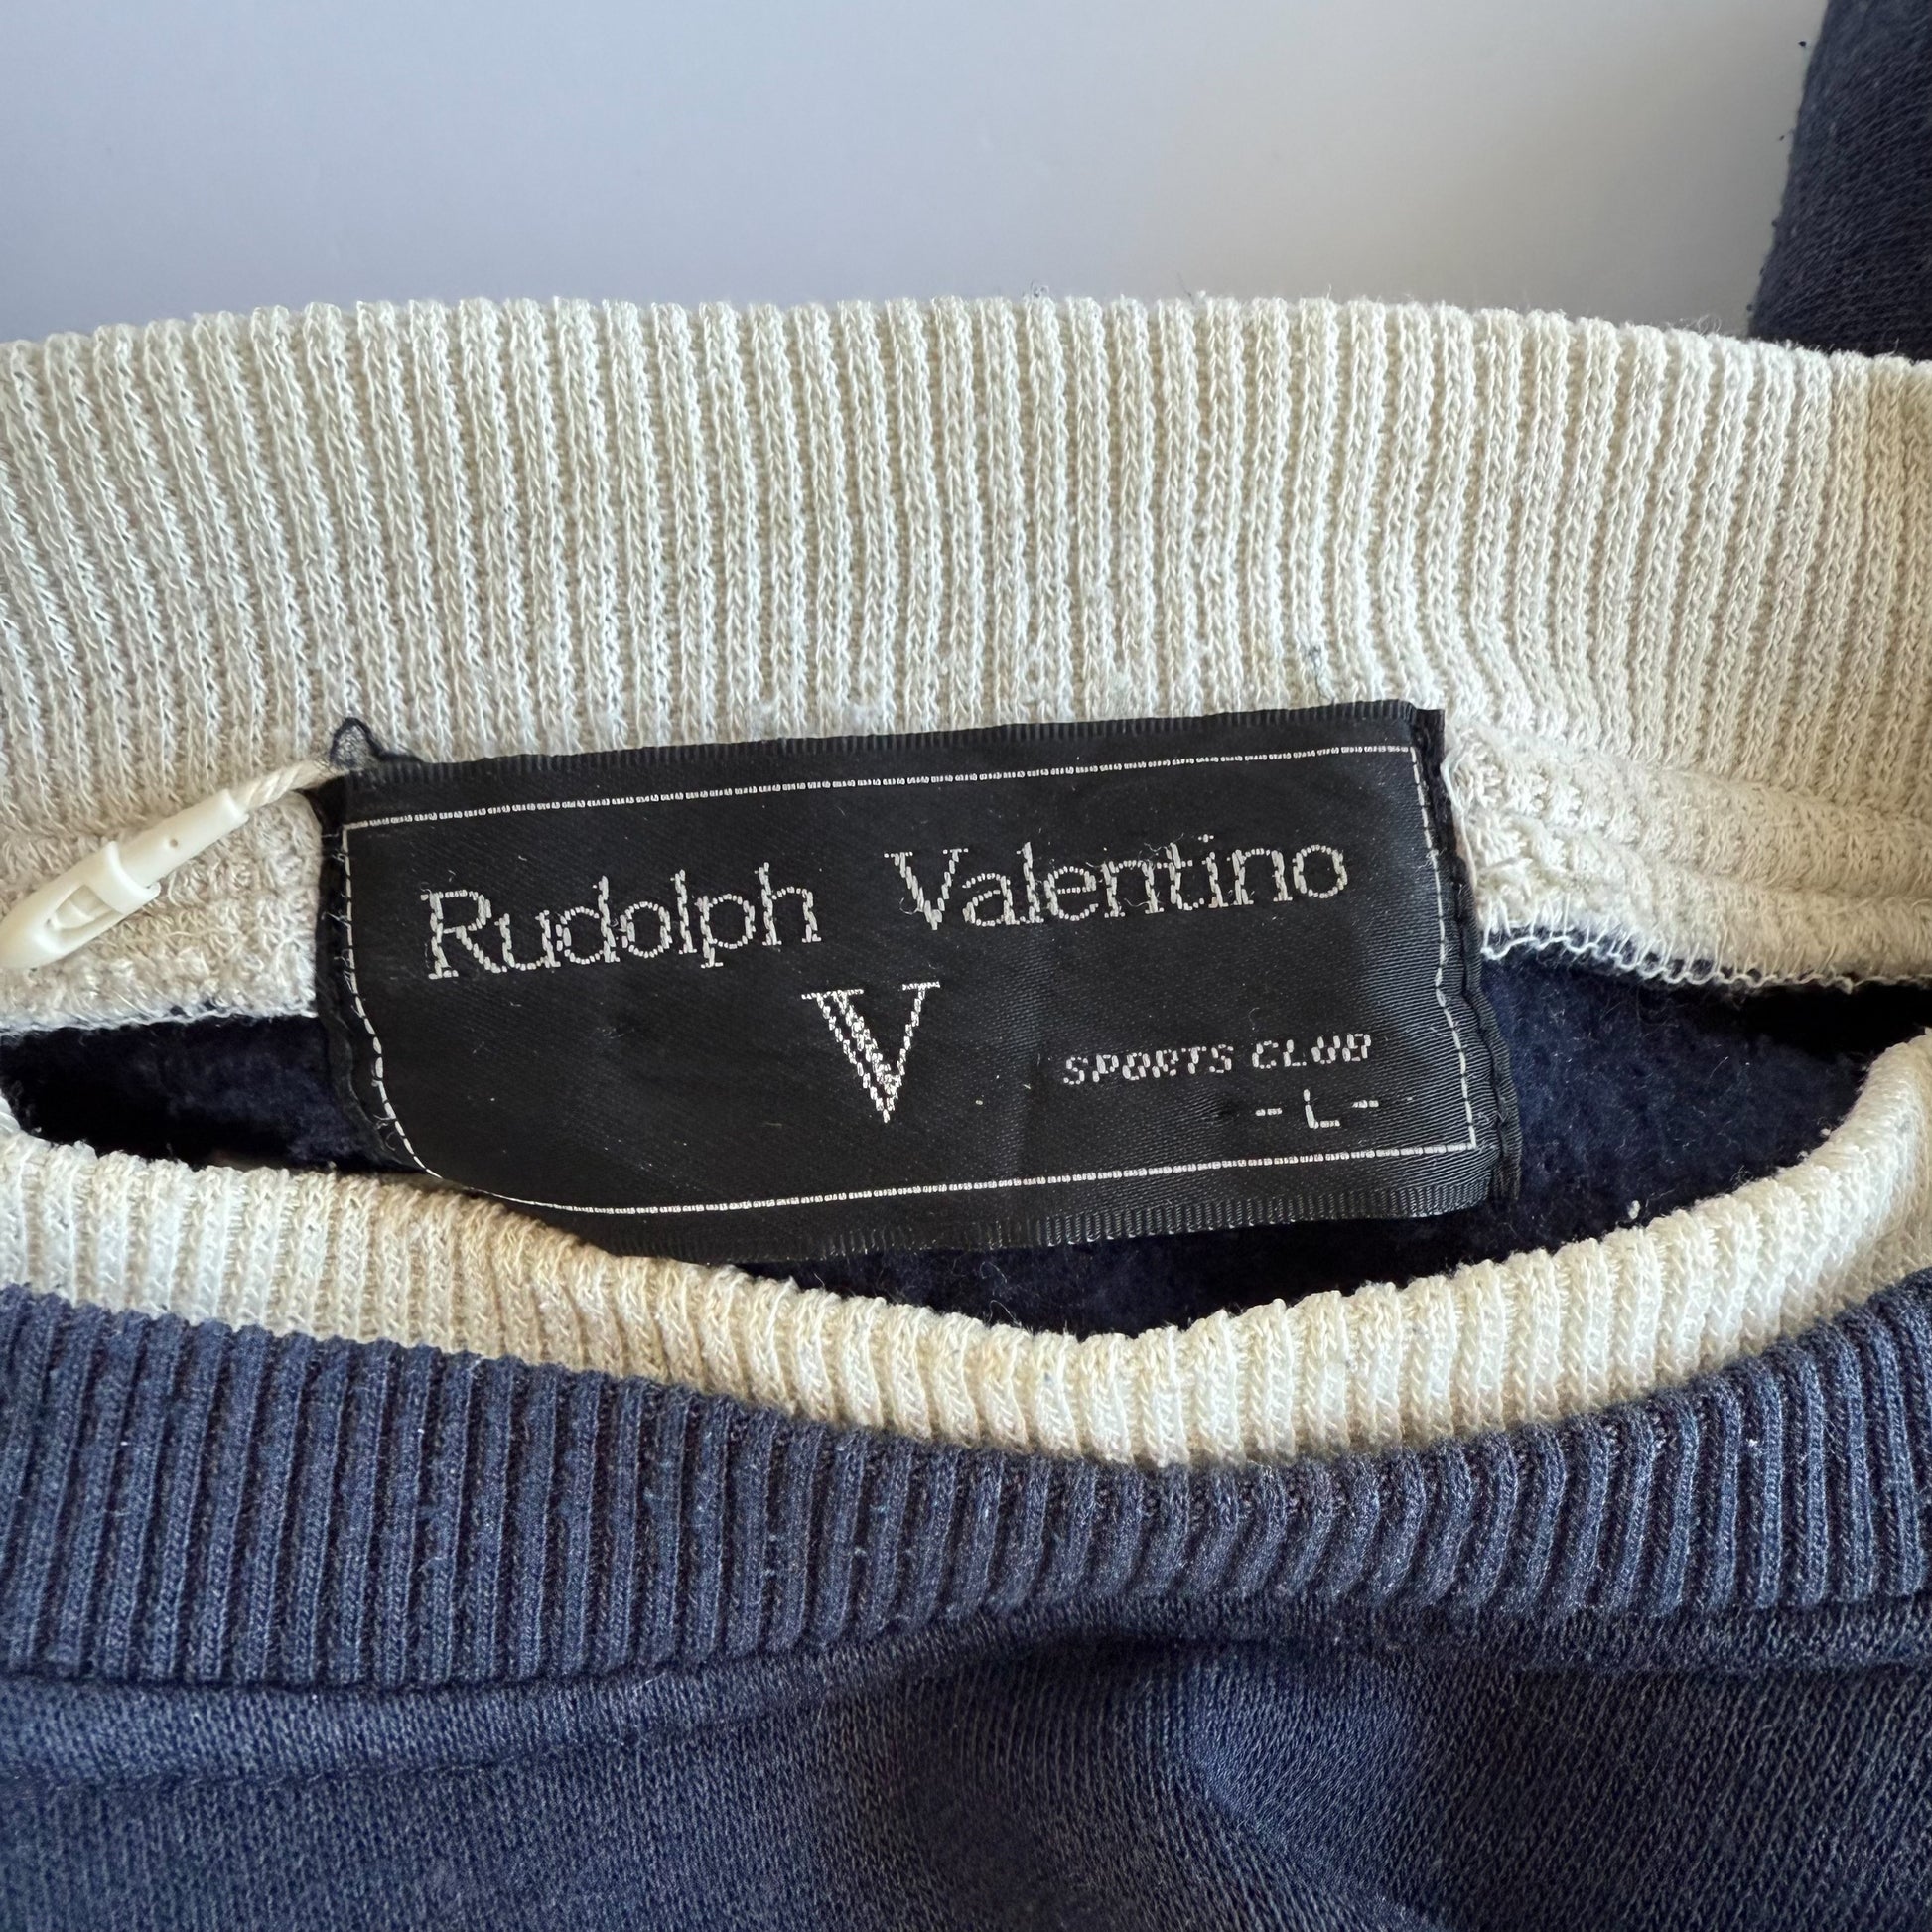 Rudolph Valentino
V
SPORTS CLUB
-L-